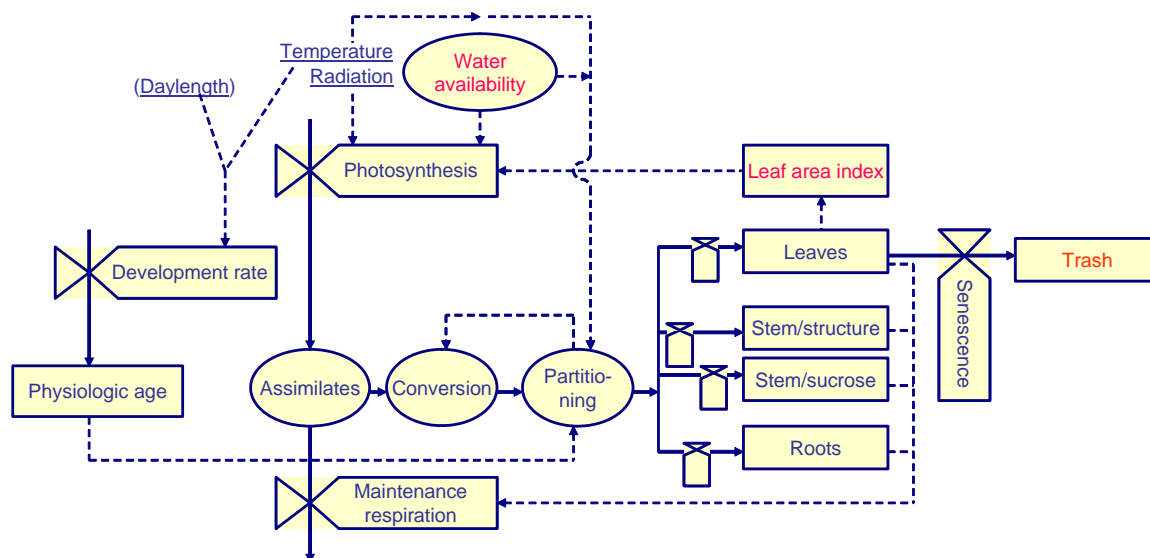 Temperature
Radiation
Water
availability
(Daylength)
Photosynthesis
Leaf area index
Development rate
Leaves
Trash
Senescence
Stem/structure
Physiologic age
Assimilates
Conversion
Partitio-
ning
Stem/sucrose
Roots
Maintenance
respiration